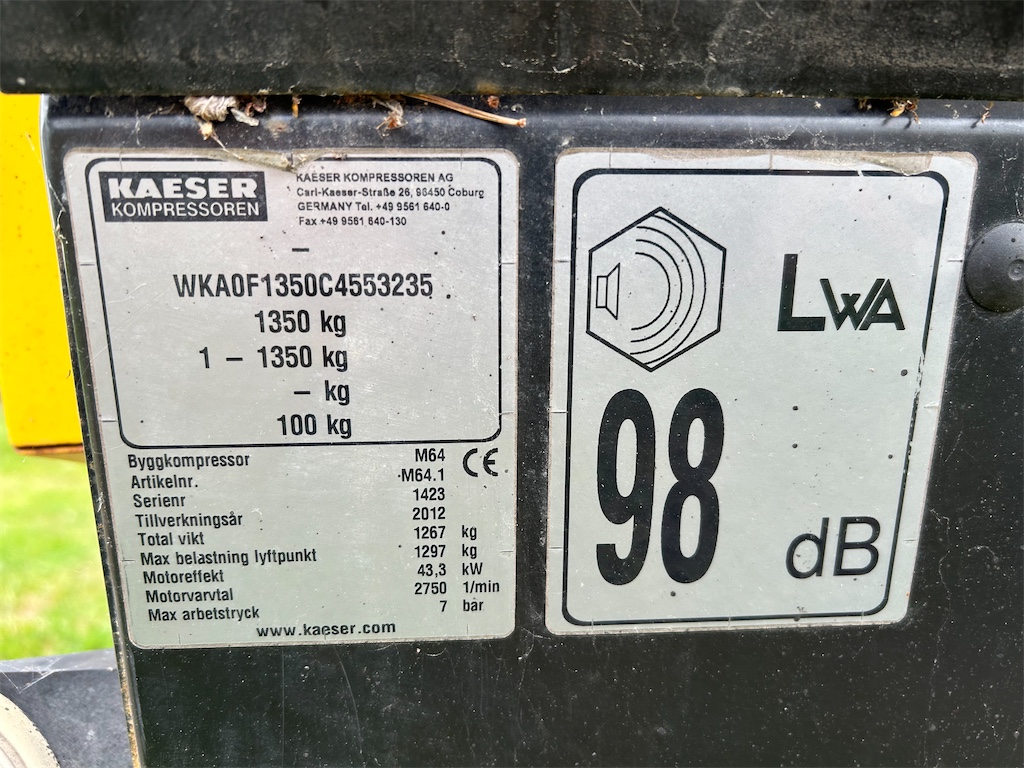 KAESER
KOMPRESSOREN
KAESER KOMPRESSOREN AG
Carl-Kaeser-Straße 26, 96450 Coburg
GERMANY Tel. +49 9561 640-0
Fax +49 9561 640-130
–
WKA0F1350C4553235
1350 kg
1 – 1350 kg
– kg
100 kg
Byggkompressor M64 CE
Artikelnr. M64.1
Serienr 1423
Tillverkningsår 2012
Total vikt 1267 kg
Max belastning lyftpunkt 1297 kg
Motoreffekt 43,3 kW
Motorvarvtal 2750 1/min
Max arbetstryck 7 bar
www.kaeser.com
LWA
98
dB